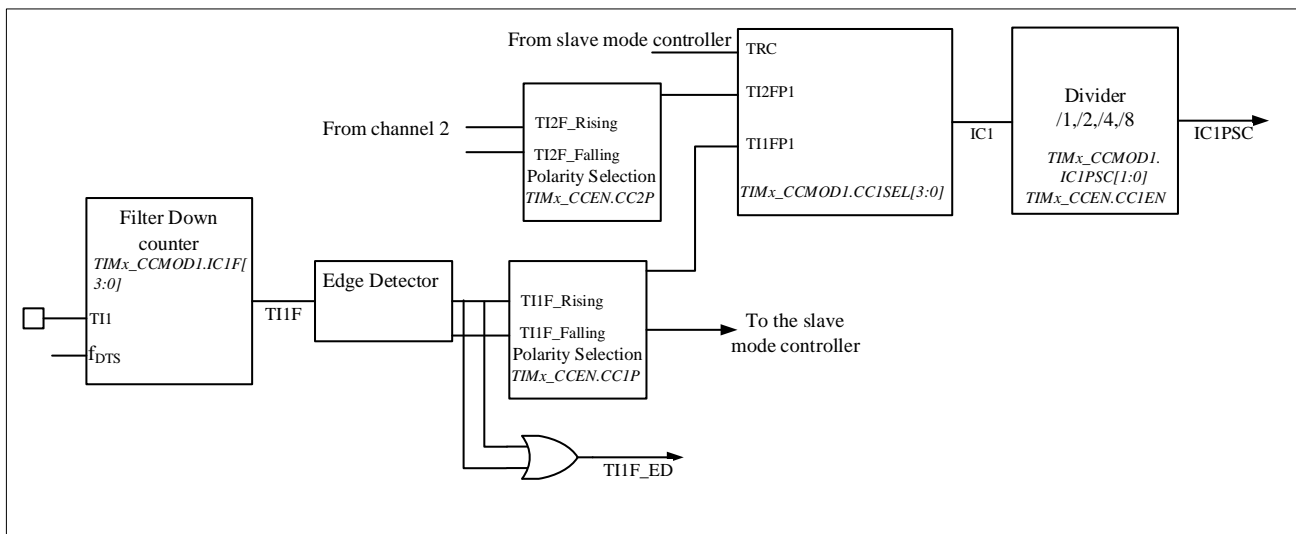 From slave mode controller
TRC
TI2FP1
TI1FP1
TIMx_CCMOD1.CC1SEL[3:0]
From channel 2
TI2F_Rising
TI2F_Falling
Polarity Selection
TIMx_CCEN.CC2P
IC1
Divider
/1,/2,/4,/8
TIMx_CCMOD1.
IC1PSC[1:0]
TIMx_CCEN.CC1EN
IC1PSC
Filter Down
counter
TIMx_CCMOD1.IC1F[
3:0]
TI1
fDTS
TI1F
Edge Detector
TI1F_Rising
TI1F_Falling
Polarity Selection
TIMx_CCEN.CC1P
To the slave
mode controller
TI1F_ED